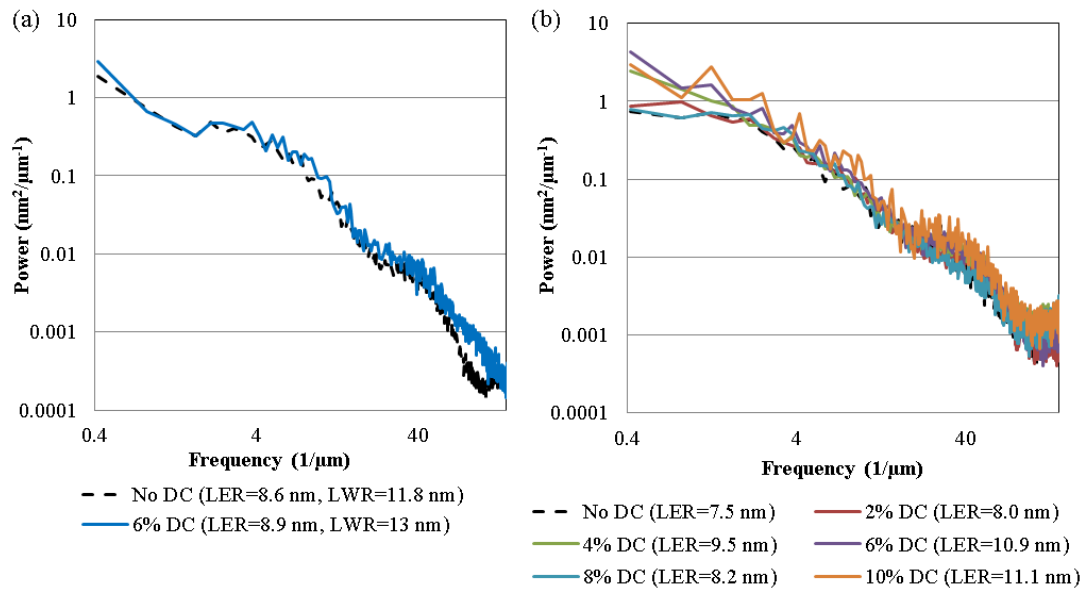 (a)
10
1
0.1
0.01
0.001
0.0001
Power (nm²/µm⁻¹)
0.4 4 40
Frequency (1/µm)
No DC (LER=8.6 nm, LWR=11.8 nm)
6% DC (LER=8.9 nm, LWR=13 nm)
(b)
10
1
0.1
0.01
0.001
0.0001
Power (nm²/µm⁻¹)
0.4 4 40
Frequency (1/µm)
No DC (LER=7.5 nm) 2% DC (LER=8.0 nm)
4% DC (LER=9.5 nm) 6% DC (LER=10.9 nm)
8% DC (LER=8.2 nm) 10% DC (LER=11.1 nm)